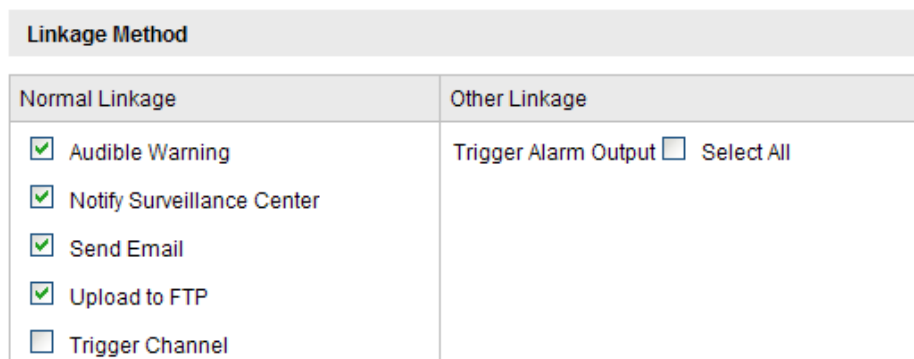 Linkage Method
Normal Linkage
Other Linkage
Audible Warning
Trigger Alarm Output Select All
Notify Surveillance Center
Send Email
Upload to FTP
Trigger Channel